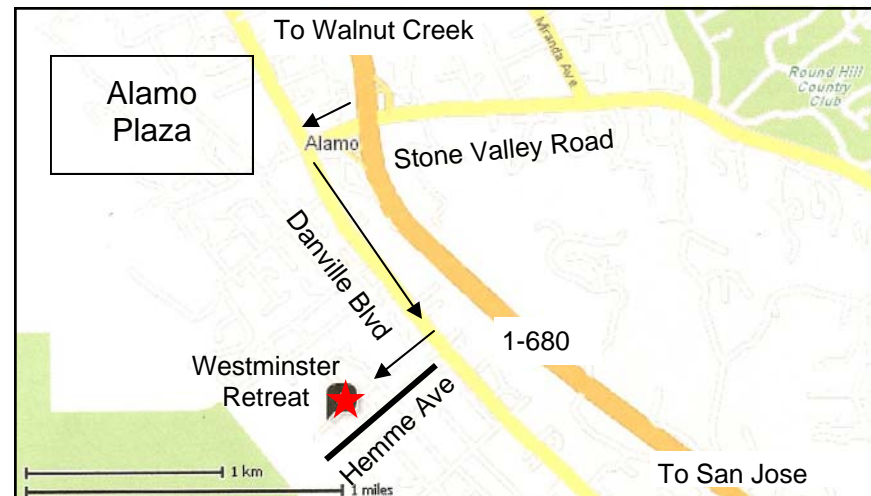 To Walnut Creek
Miranda Ave
Alamo
Plaza
Round Hill
Country
Club
Alamo
Stone Valley Road
Danville Blvd
1-680
Westminster
Retreat
Hemme Ave
1 km
To San Jose
1 miles